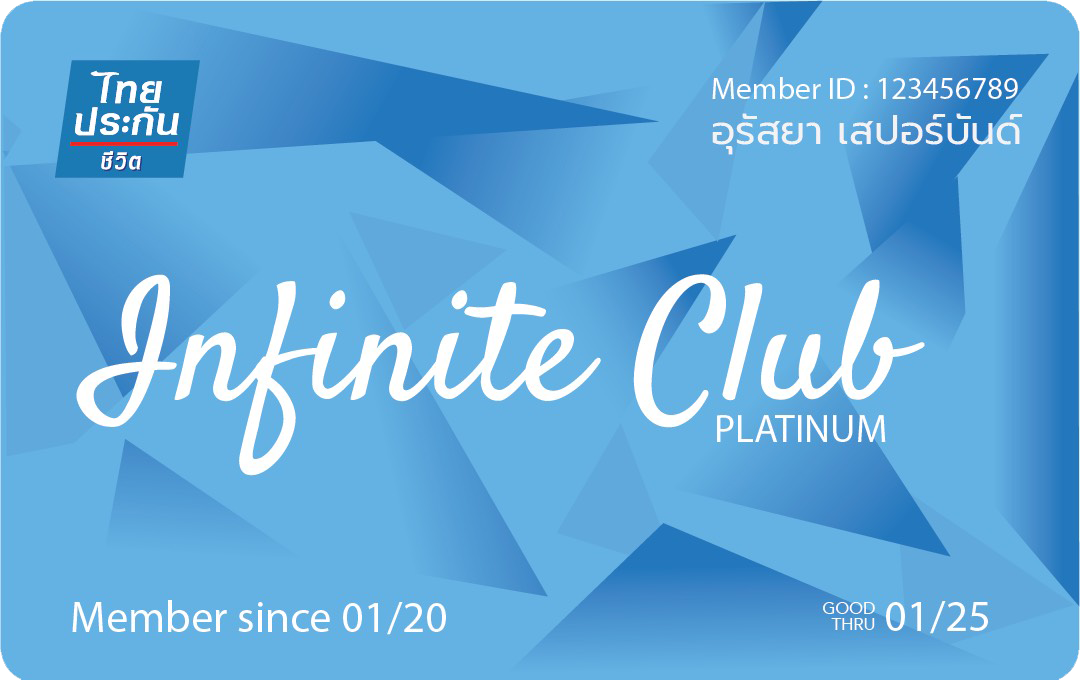 ไทย
ประกัน
ชีวิต
Member ID : 123456789
อุรัสยา เสปอร์บันด์
Infinite Club
PLATINUM
Member since 01/20
GOOD THRU 01/25